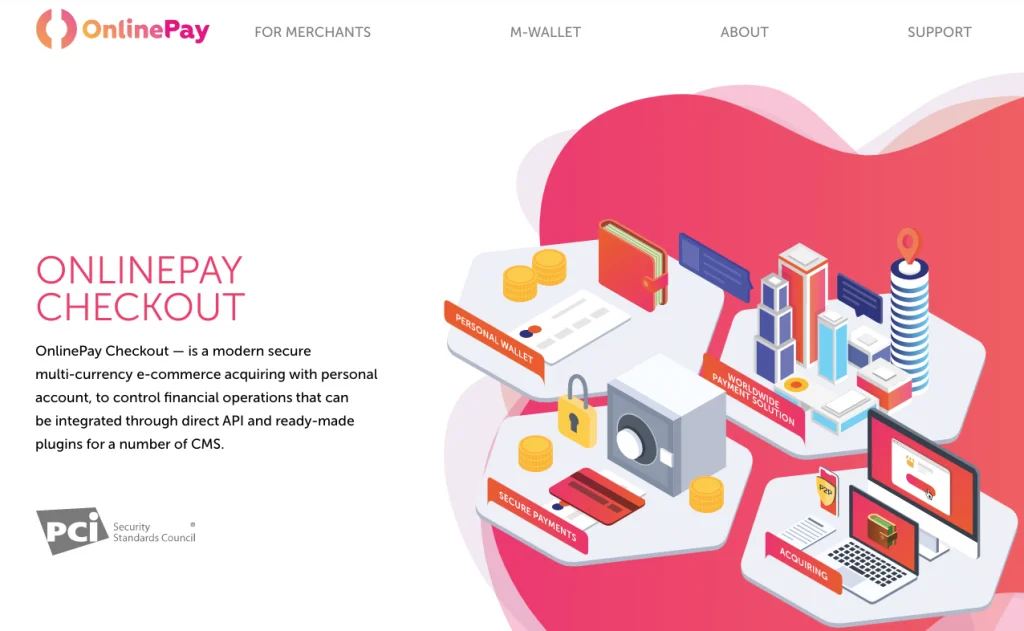 OnlinePay
FOR MERCHANTS
M-WALLET
ABOUT
SUPPORT
ONLINEPAY
CHECKOUT
OnlinePay Checkout — is a modern secure
multi-currency e-commerce acquiring with personal
account, to control financial operations that can
be integrated through direct API and ready-made
plugins for a number of CMS.
PCi
Security ®
Standards Council
PERSONAL WALLET
WORLDWIDE
PAYMENT SOLUTION
SECURE PAYMENTS
P2P
ACQUIRING